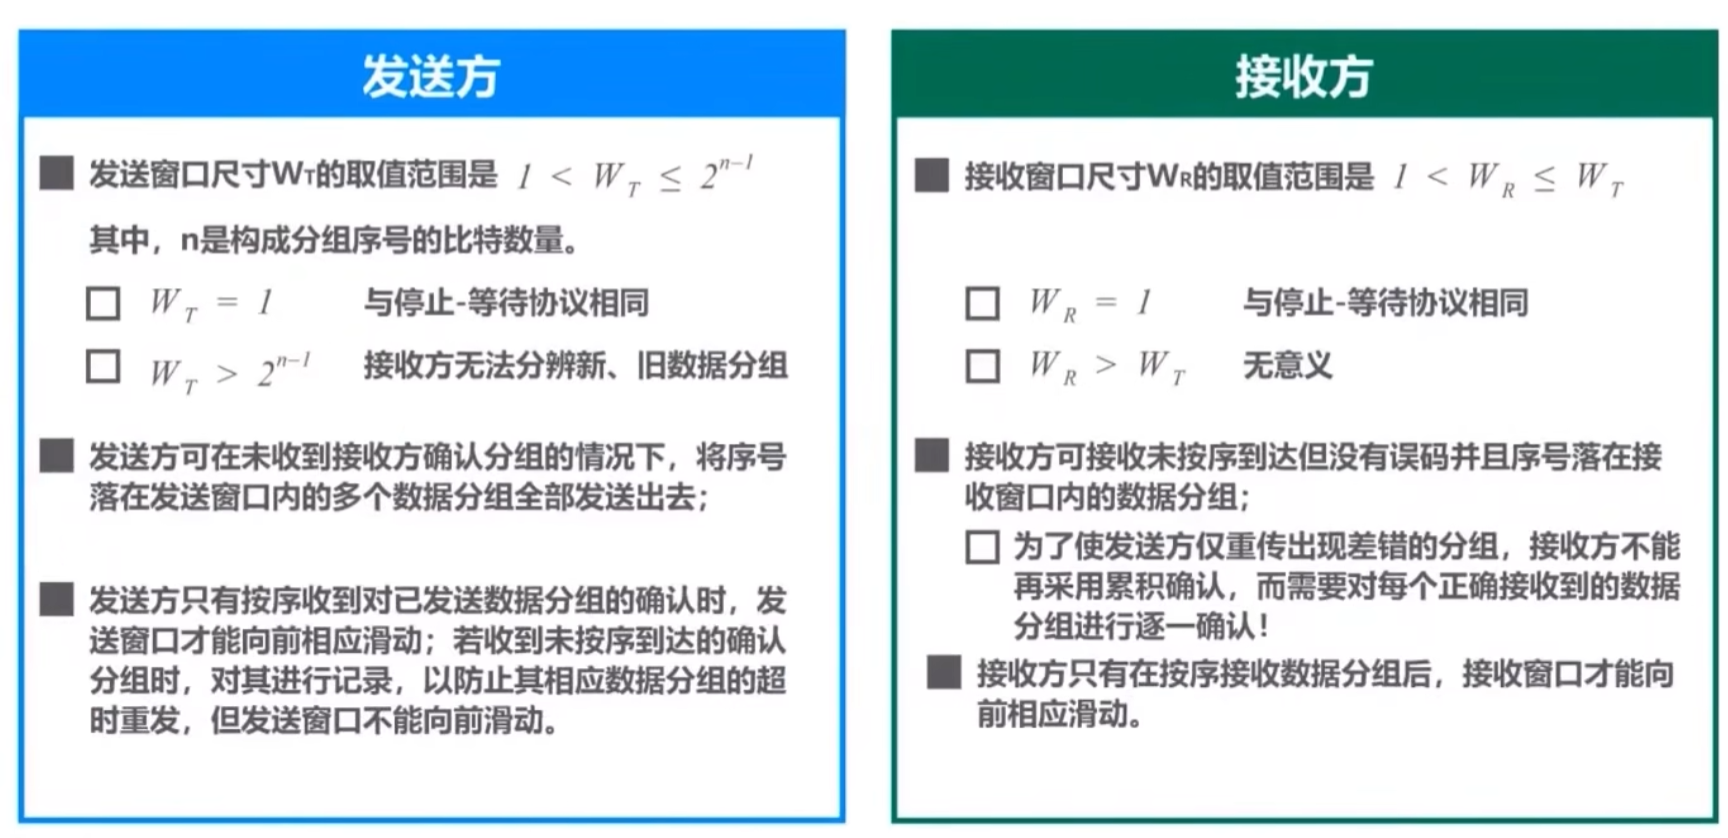 发送方
■ 发送窗口尺寸W_T的取值范围是 1 < W_T ≤ 2^{n-1}
其中，n是构成分组序号的比特数量。
□ W_T = 1 与停止-等待协议相同
□ W_T > 2^{n-1} 接收方无法分辨新、旧数据分组
■ 发送方可在未收到接收方确认分组的情况下，将序号
落在发送窗口内的多个数据分组全部发送出去；
■ 发送方只有按序收到对已发送数据分组的确认时，发
送窗口才能向前相应滑动；若收到未按序到达的确认
分组时，对其进行记录，以防止其相应数据分组的超
时重发，但发送窗口不能向前滑动。
接收方
■ 接收窗口尺寸W_R的取值范围是 1 < W_R ≤ W_T
□ W_R = 1 与停止-等待协议相同
□ W_R > W_T 无意义
■ 接收方可接收未按序到达但没有误码并且序号落在接
收窗口内的数据分组；
□ 为了使发送方仅重传出现差错的分组，接收方不能
再采用累积确认，而需要对每个正确接收到的数据
分组进行逐一确认！
■ 接收方只有在按序接收数据分组后，接收窗口才能向
前相应滑动。